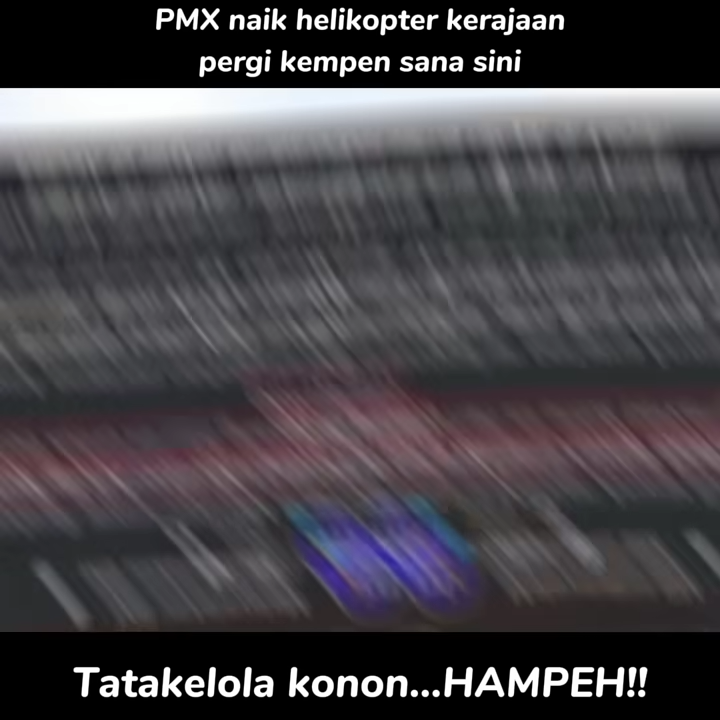 PMX naik helikopter kerajaan
pergi kempen sana sini
Tatakelola konon...HAMPEH!!